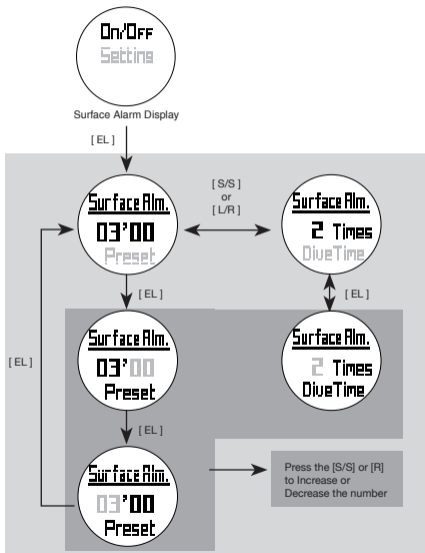 On/OFF
Setting
Surface Alarm Display
[ EL ]
Surface Alm.
03'00
Preset
[ S/S ]
or
[ L/R ]
Surface Alm.
2 Times
DiveTime
[ EL ]
[ EL ]
Surface Alm.
03'00
Preset
Surface Alm.
2 Times
DiveTime
[ EL ]
[ EL ]
Surface Alm.
03'00
Preset
Press the [S/S] or [R]
to Increase or
Decrease the number